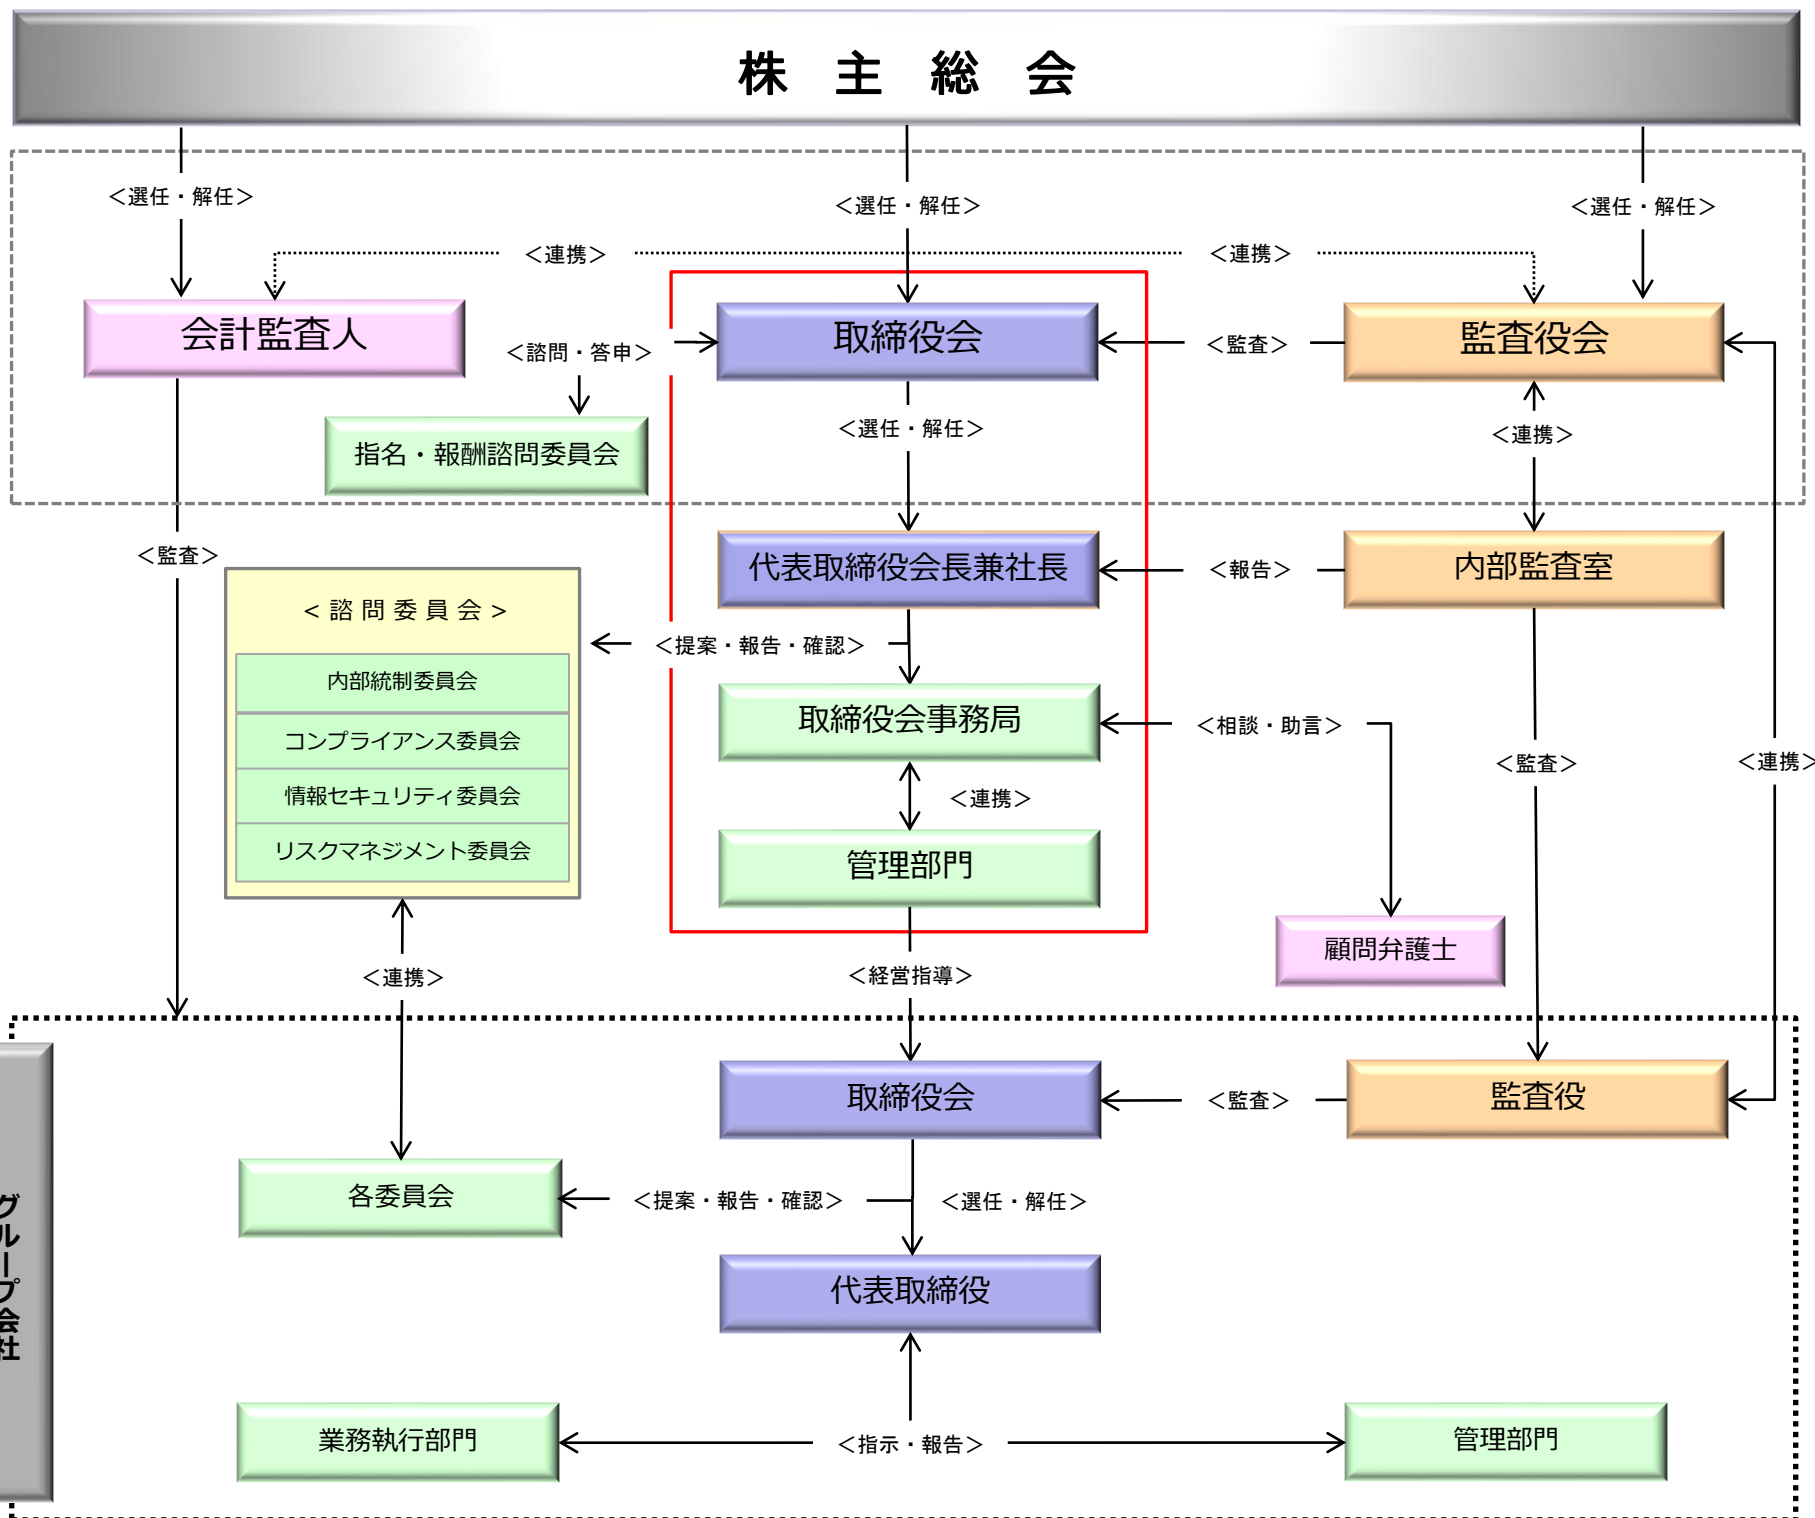 株 主 総 会
＜選任・解任＞
＜選任・解任＞
＜選任・解任＞
＜連携＞
＜連携＞
会計監査人
取締役会
監査役会
＜諮問・答申＞
＜監査＞
指名・報酬諮問委員会
＜選任・解任＞
＜連携＞
＜監査＞
代表取締役会長兼社長
＜報告＞
内部監査室
＜諮問委員会＞
＜提案・報告・確認＞
内部統制委員会
コンプライアンス委員会
情報セキュリティ委員会
リスクマネジメント委員会
取締役会事務局
＜相談・助言＞
＜監査＞
＜連携＞
＜連携＞
管理部門
顧問弁護士
＜連携＞
＜経営指導＞
グループ会社
取締役会
＜監査＞
監査役
各委員会
＜提案・報告・確認＞
＜選任・解任＞
代表取締役
業務執行部門
＜指示・報告＞
管理部門